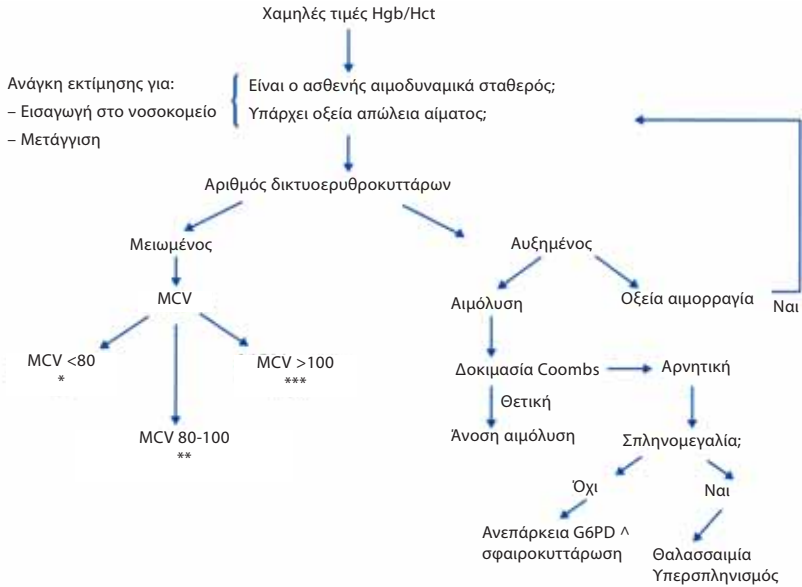 Χαμηλές τιμές Hgb/Hct
Ανάγκη εκτίμησης για:
– Εισαγωγή στο νοσοκομείο
– Μετάγγιση
Είναι ο ασθενής αιμοδυναμικά σταθερός;
Υπάρχει οξεία απώλεια αίματος;
Αριθμός δικτυοερυθροκυττάρων
Μειωμένος
Αυξημένος
MCV
Αιμόλυση
Οξεία αιμορραγία
Ναι
MCV <80
*
MCV >100
***
MCV 80-100
**
Δοκιμασία Coombs
Αρνητική
Θετική
Άνοση αιμόλυση
Σπληνομεγαλία;
Όχι
Ναι
Ανεπάρκεια G6PD ^
σφαιροκυττάρωση
Θαλασσαιμία
Υπερσπληνισμός